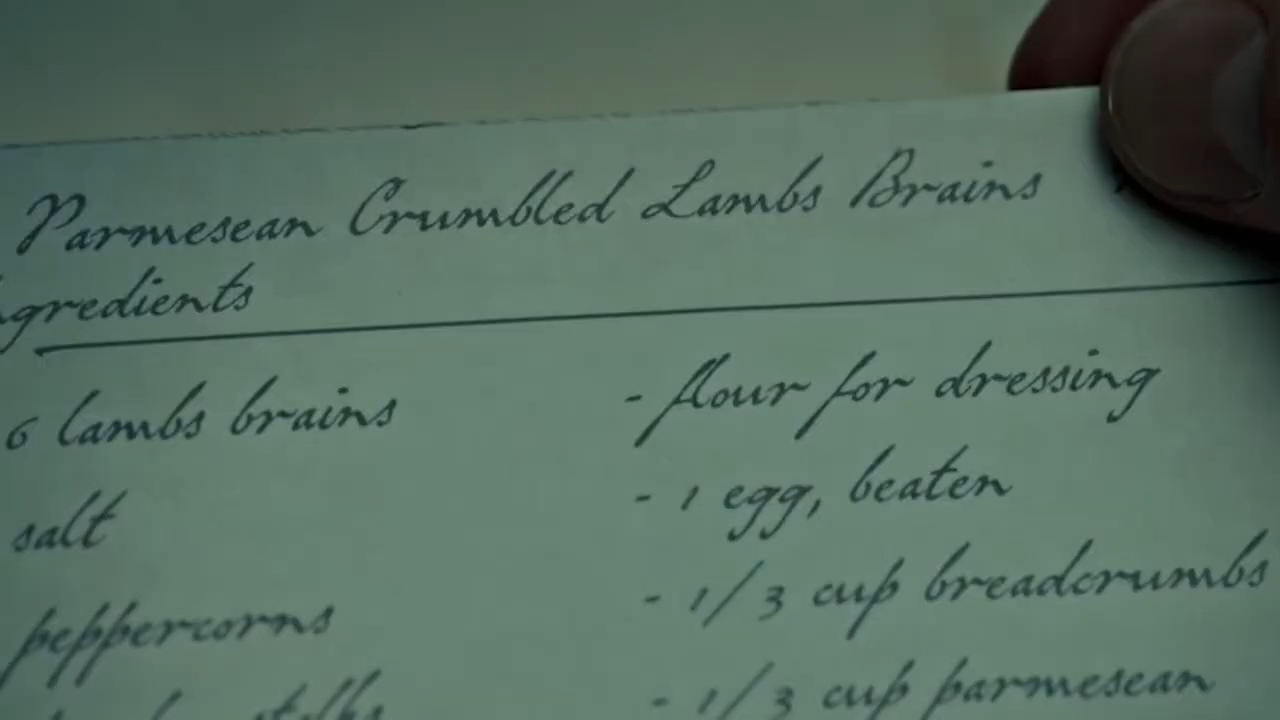 Parmesean Crumbled Lambs Brains
ngredients
6 lambs brains
salt
peppercorns
- flour for dressing
- 1 egg, beaten
- 1/3 cup breadcrumbs
- 1/3 cup parmesean